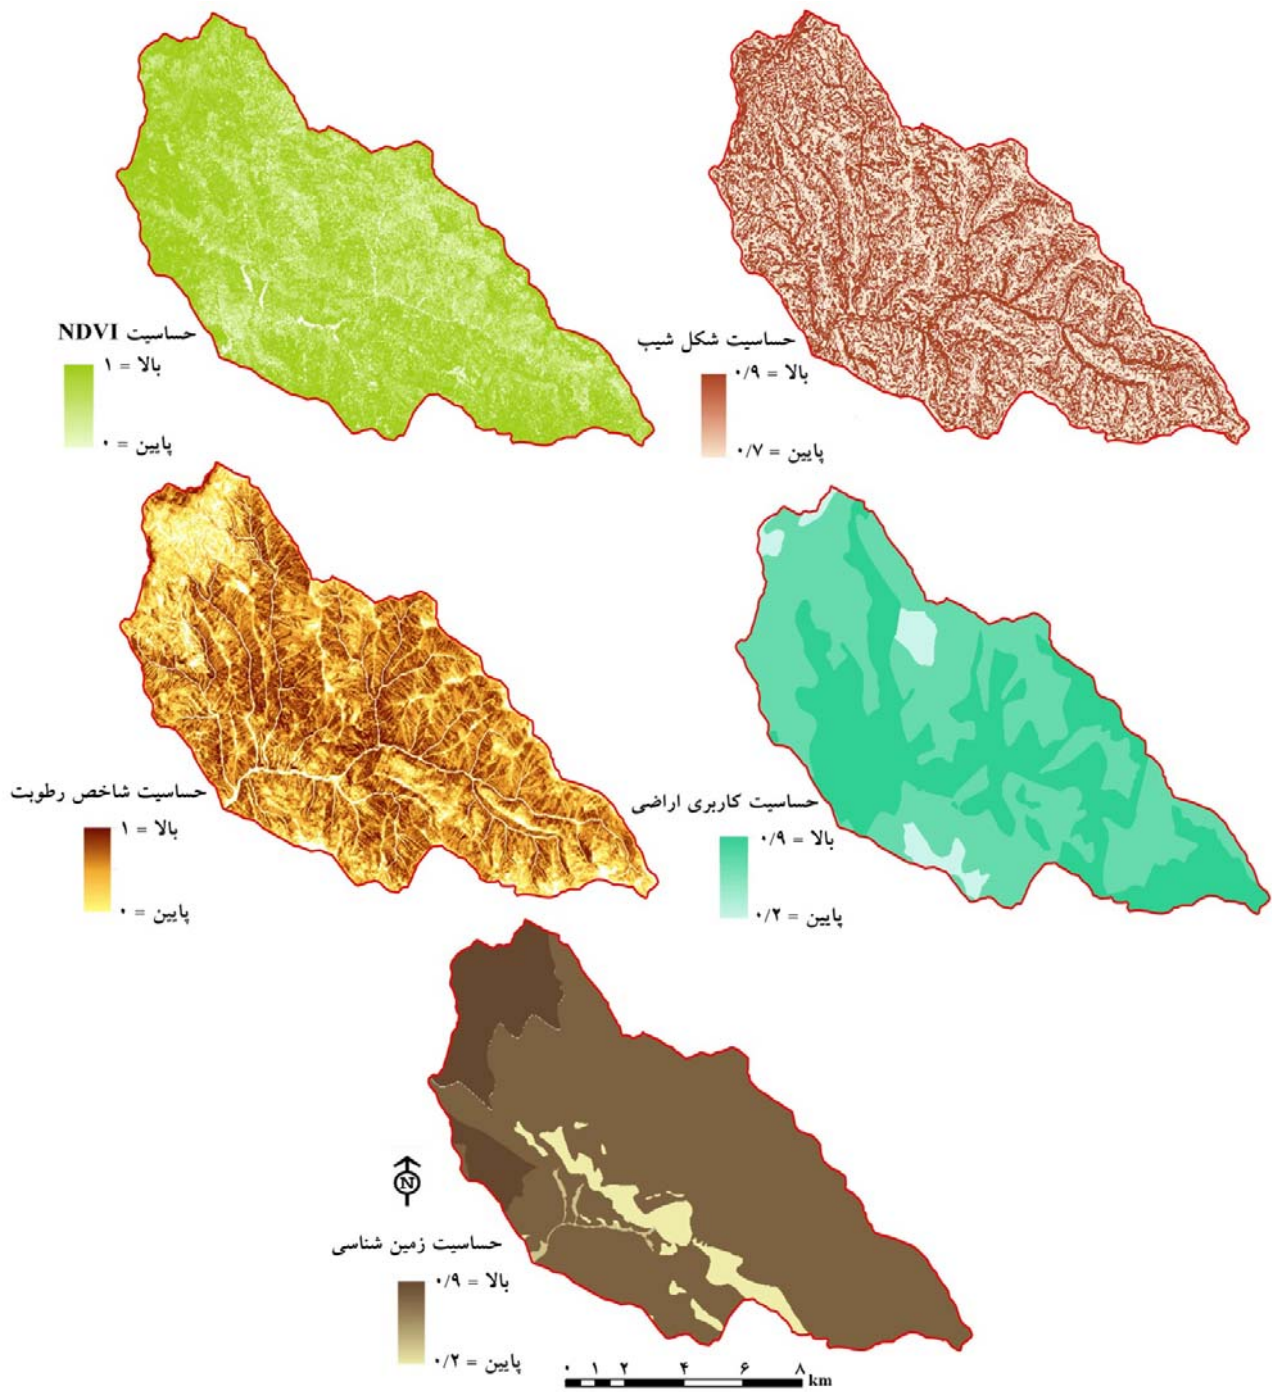 حساسیت NDVI
بالا = ۱
پایین = ۰
حساسیت شکل شیب
بالا = ۰/۹
پایین = ۰/۷
حساسیت شاخص رطوبت
بالا = ۱
پایین = ۰
حساسیت کاربری اراضی
بالا = ۰/۹
پایین = ۰/۲
N
حساسیت زمین شناسی
بالا = ۰/۹
پایین = ۰/۲
۰ ۱ ۲ ۴ ۶ ۸
km